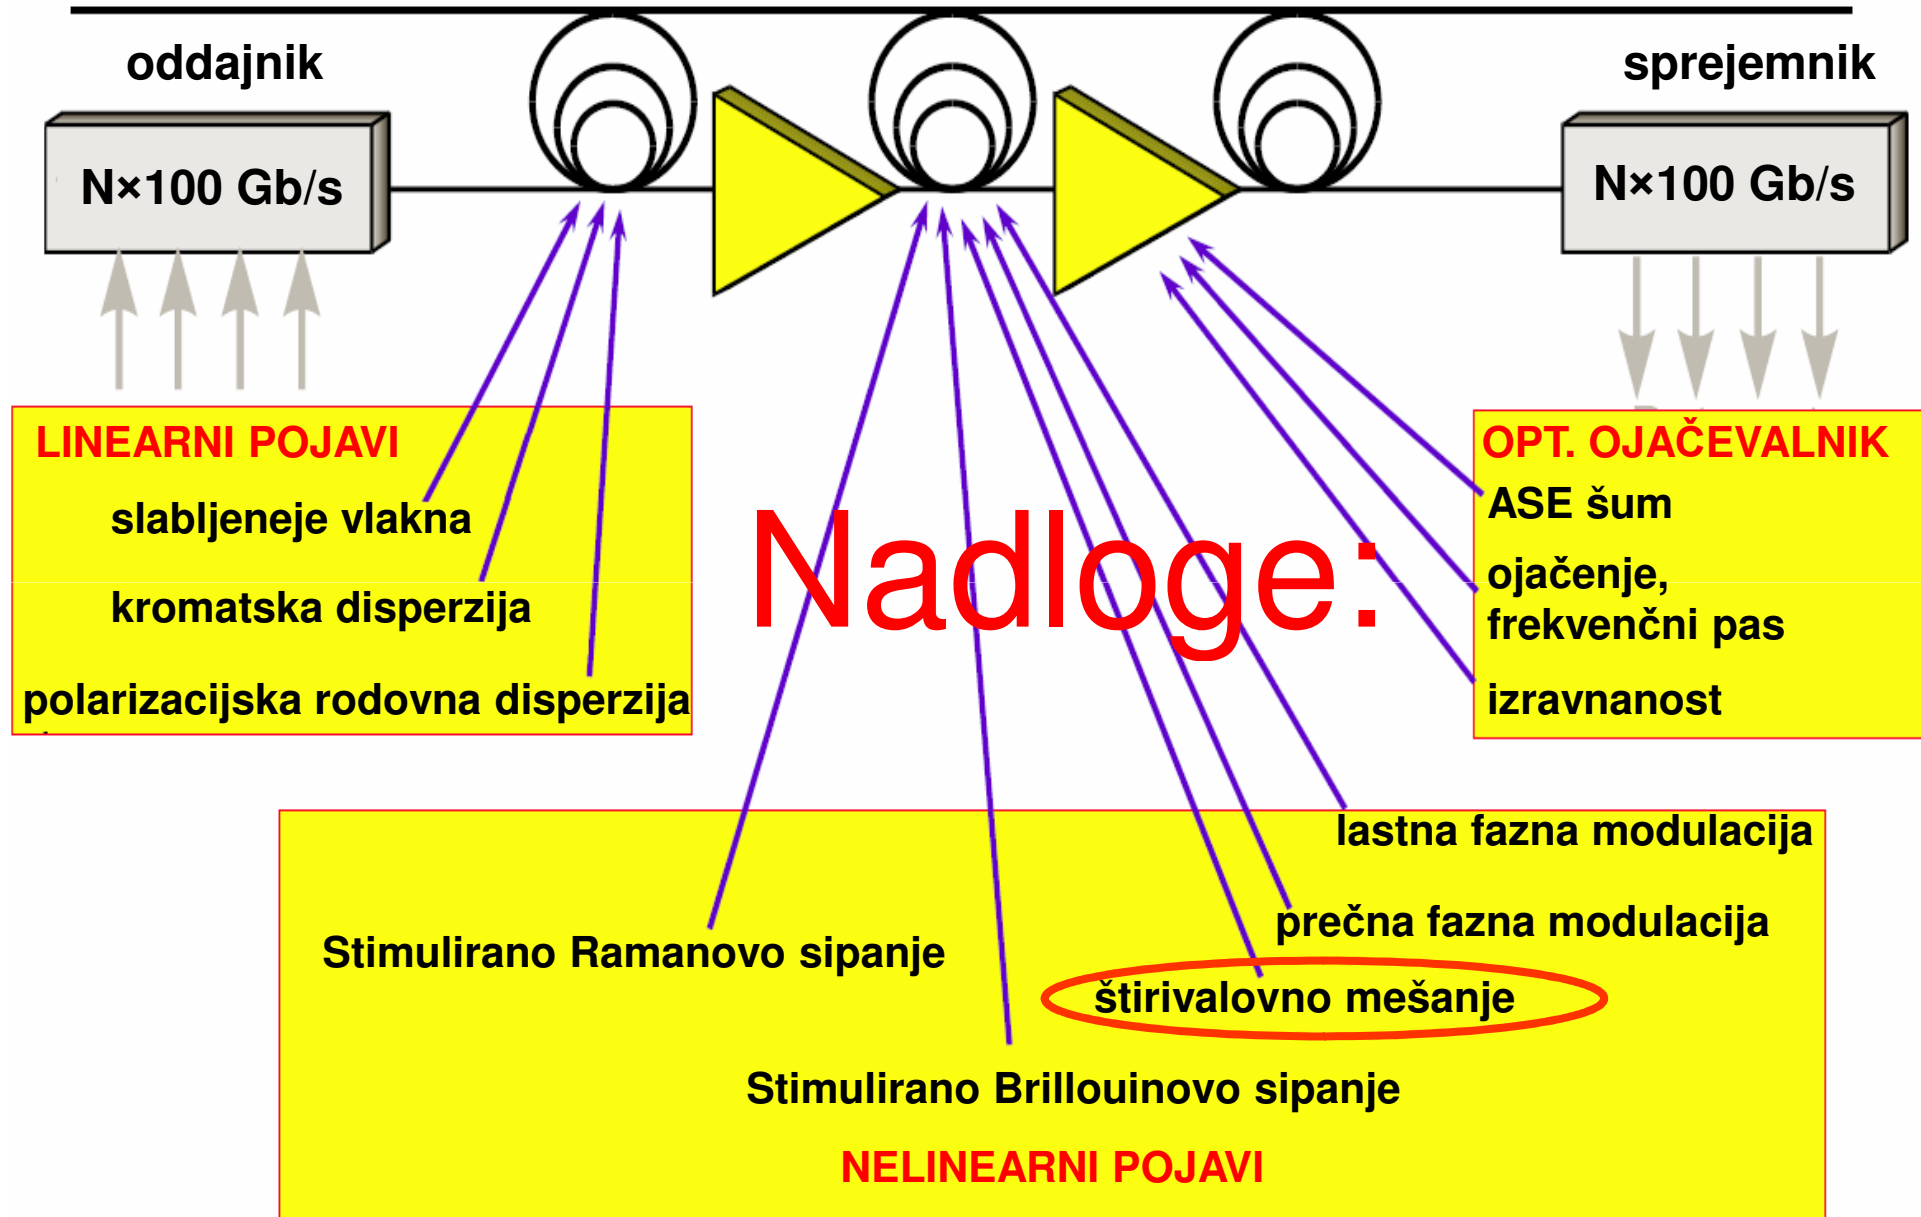 oddajnik
sprejemnik
N×100 Gb/s
N×100 Gb/s
LINEARNI POJAVI
slabljeneje vlakna
kromatska disperzija
polarizacijska rodovna disperzija
Nadloge:
OPT. OJAČEVALNIK
ASE šum
ojačenje,
frekvenčni pas
izravnanost
lastna fazna modulacija
prečna fazna modulacija
Stimulirano Ramanovo sipanje
štirivalovno mešanje
Stimulirano Brillouinovo sipanje
NELINEARNI POJAVI